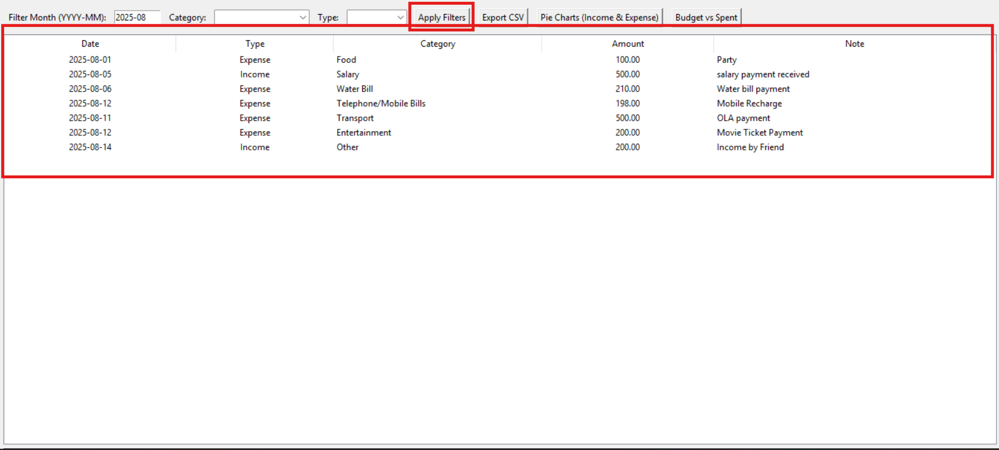 Filter Month (YYYY-MM): 2025-08 Category: Type: Apply Filters Export CSV Pie Charts (Income & Expense) Budget vs Spent
Date Type Category Amount Note
2025-08-01 Expense Food 100.00 Party
2025-08-05 Income Salary 500.00 salary payment received
2025-08-06 Expense Water Bill 210.00 Water bill payment
2025-08-12 Expense Telephone/Mobile Bills 198.00 Mobile Recharge
2025-08-11 Expense Transport 500.00 OLA payment
2025-08-12 Expense Entertainment 200.00 Movie Ticket Payment
2025-08-14 Income Other 200.00 Income by Friend